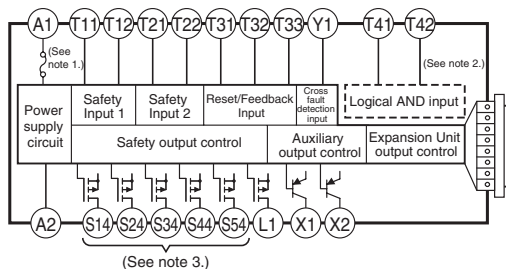 A1 T11 T12 T21 T22 T31 T32 T33 Y1 T41 T42
(See note 1.)
(See note 2.)
Power supply circuit
Safety Input 1
Safety Input 2
Reset/Feedback Input
Cross fault detection input
Logical AND input
Safety output control
Auxiliary output control
Expansion Unit output control
A2 S14 S24 S34 S44 S54 L1 X1 X2
(See note 3.)